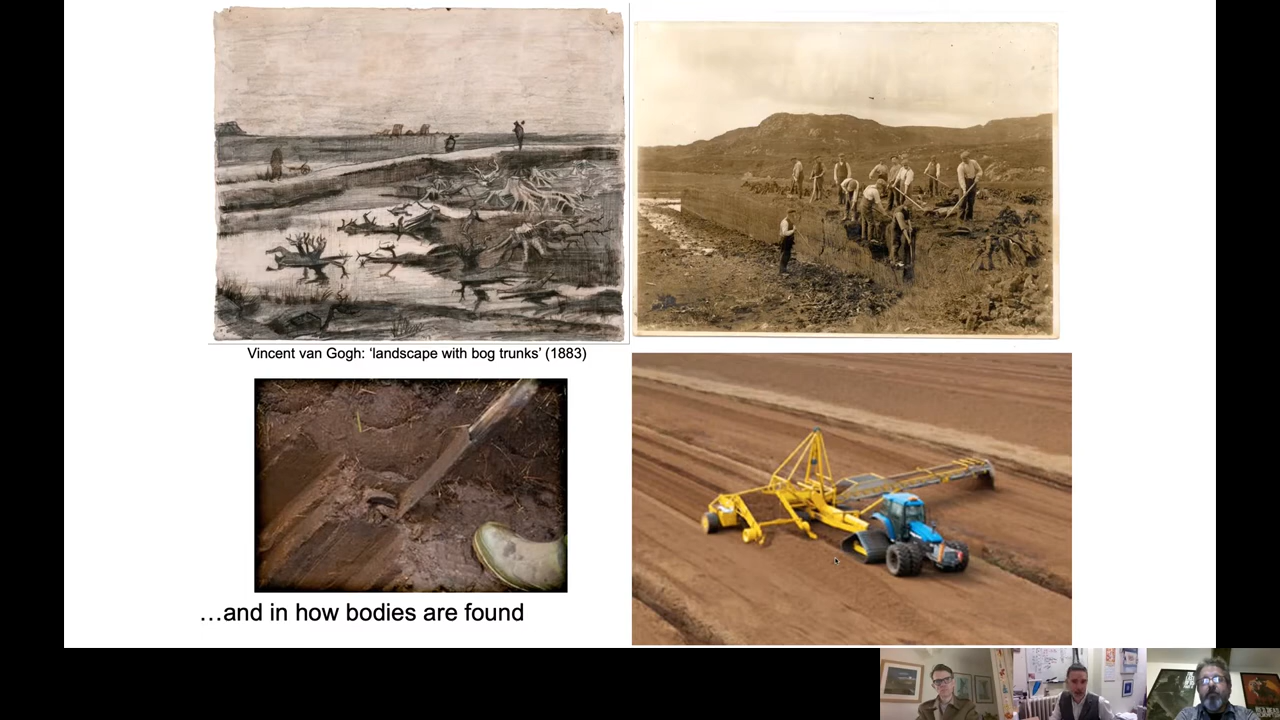 Vincent van Gogh: ‘landscape with bog trunks’ (1883)
…and in how bodies are found